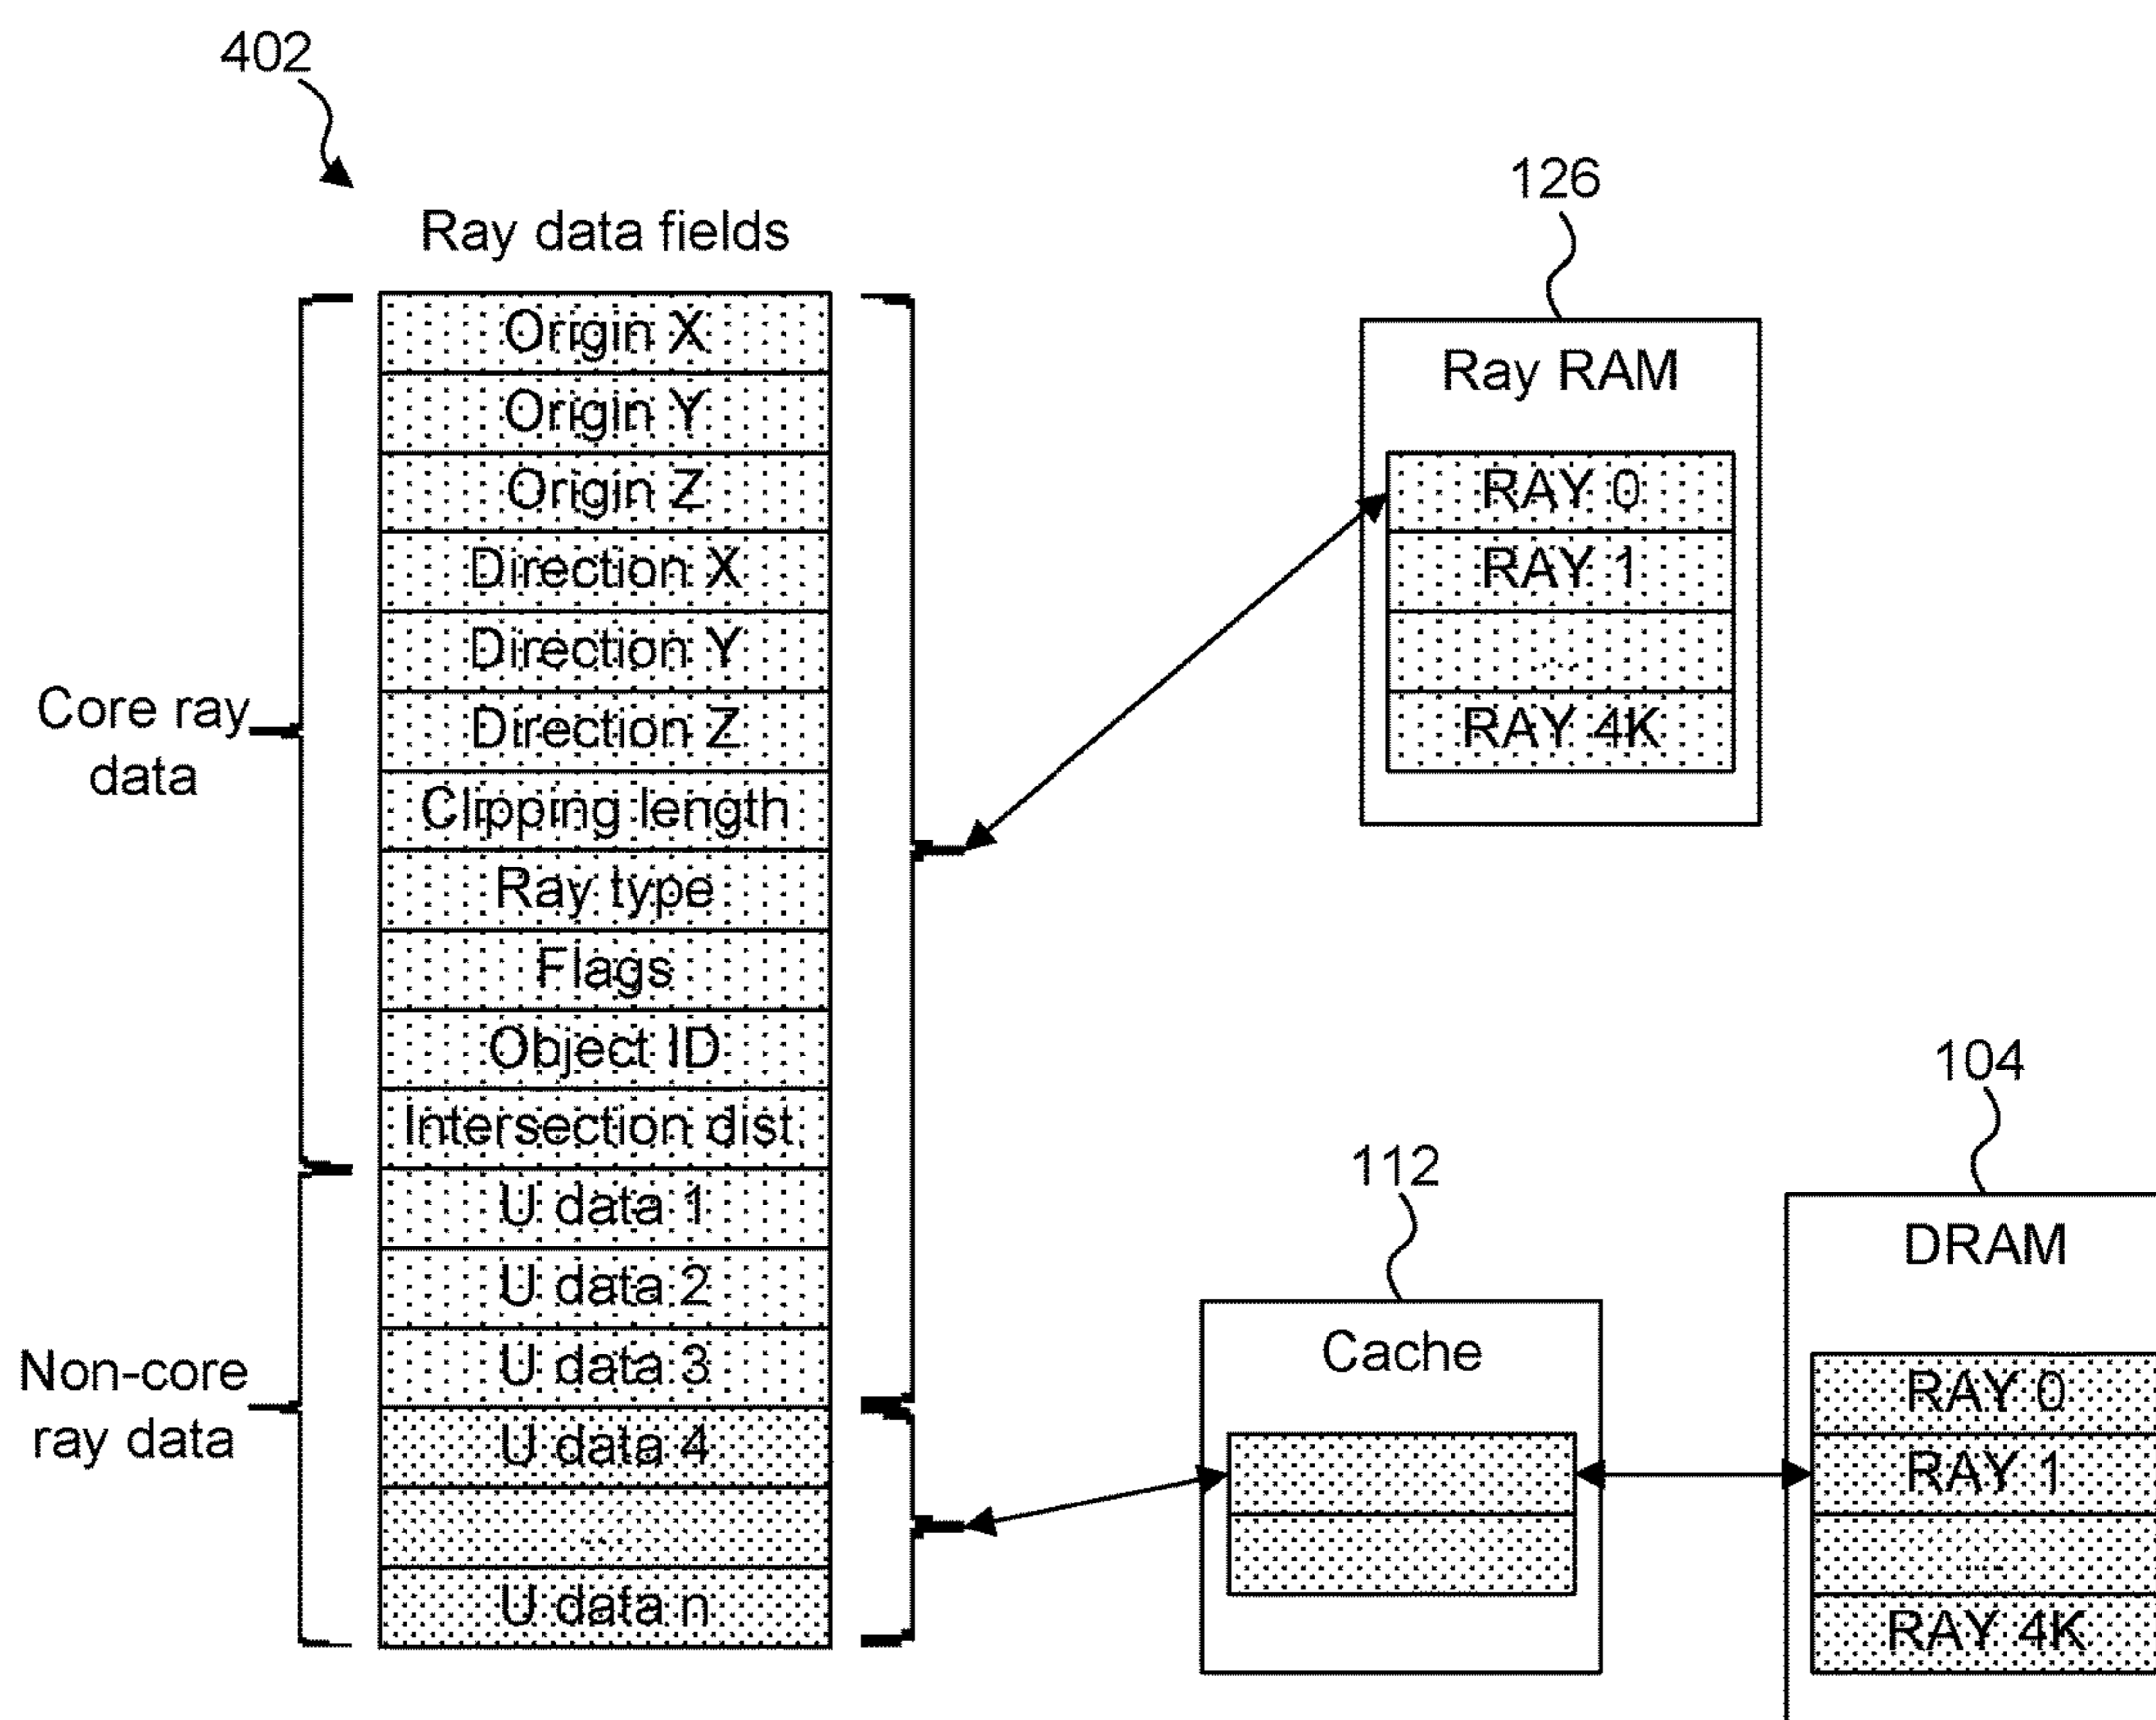 402
Ray data fields
Origin X
Origin Y
Origin Z
Direction X
Direction Y
Direction Z
Clipping length
Ray type
Flags
Object ID
Intersection dist.
U data 1
U data 2
U data 3
U data 4
...
U data n
Core ray
data
Non-core
ray data
126
Ray RAM
RAY 0
RAY 1
...
RAY 4K
112
Cache
104
DRAM
RAY 0
RAY 1
...
RAY 4K